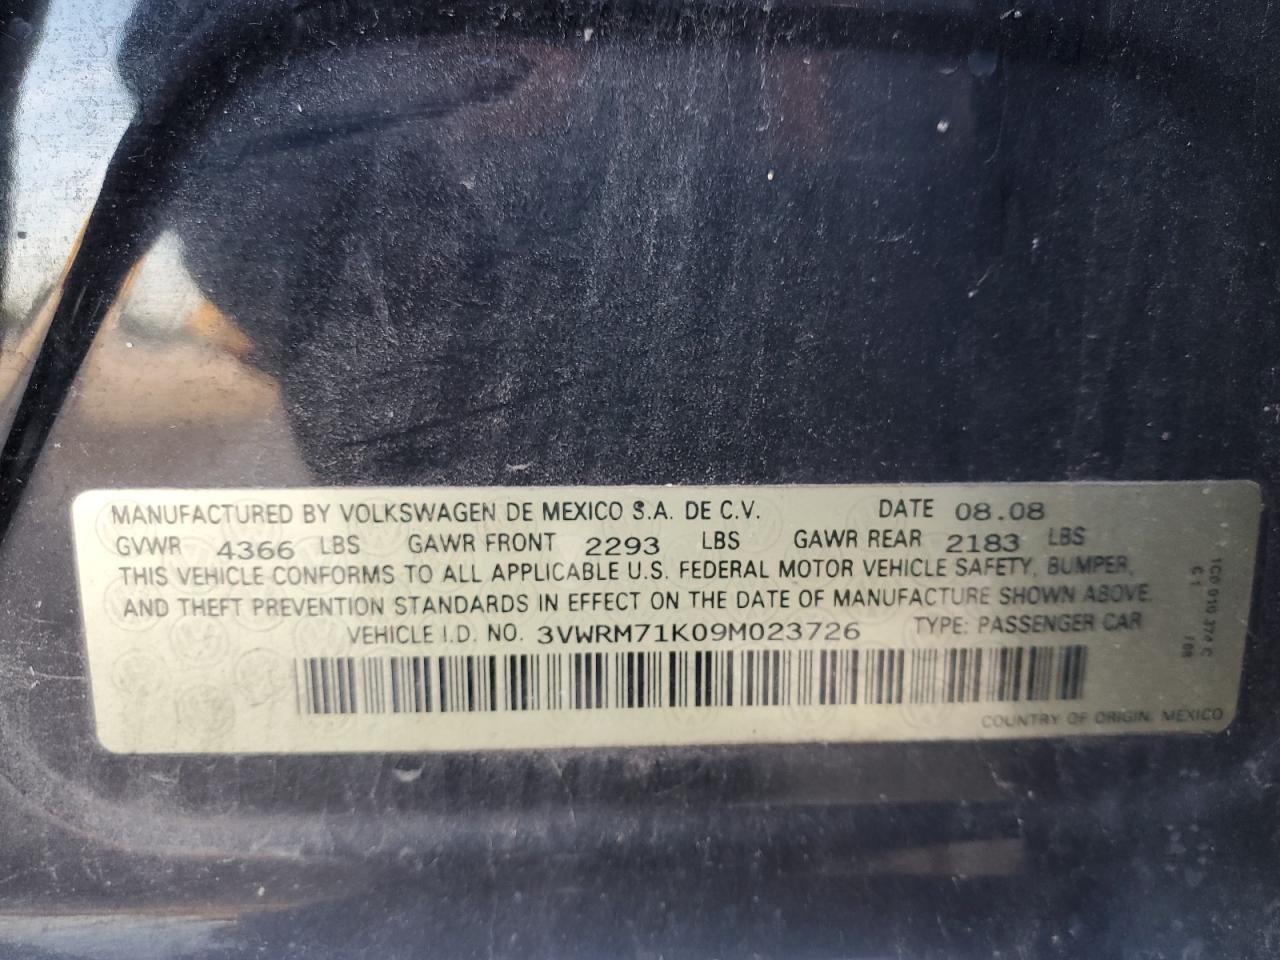 MANUFACTURED BY VOLKSWAGEN DE MEXICO S.A. DE C.V. DATE 08.08
GVWR 4366 LBS GAWR FRONT 2293 LBS GAWR REAR 2183 LBS
THIS VEHICLE CONFORMS TO ALL APPLICABLE U.S. FEDERAL MOTOR VEHICLE SAFETY, BUMPER,
AND THEFT PREVENTION STANDARDS IN EFFECT ON THE DATE OF MANUFACTURE SHOWN ABOVE.
VEHICLE I.D. NO. 3VWRM71K09M023726 TYPE: PASSENGER CAR
COUNTRY OF ORIGIN: MEXICO